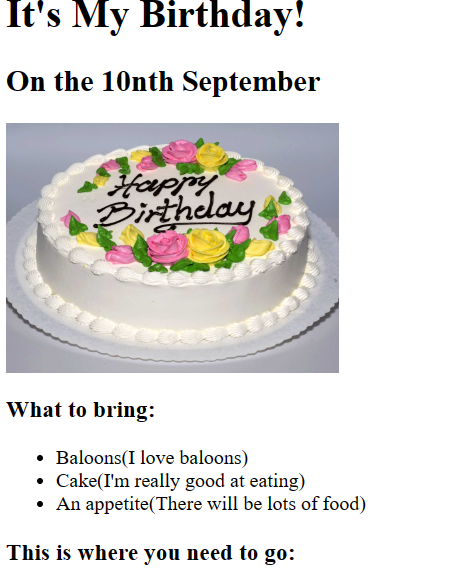 It's My Birthday!
On the 10nth September
Happy
Birthday
What to bring:
Baloons(I love baloons)
Cake(I'm really good at eating)
An appetite(There will be lots of food)
This is where you need to go: